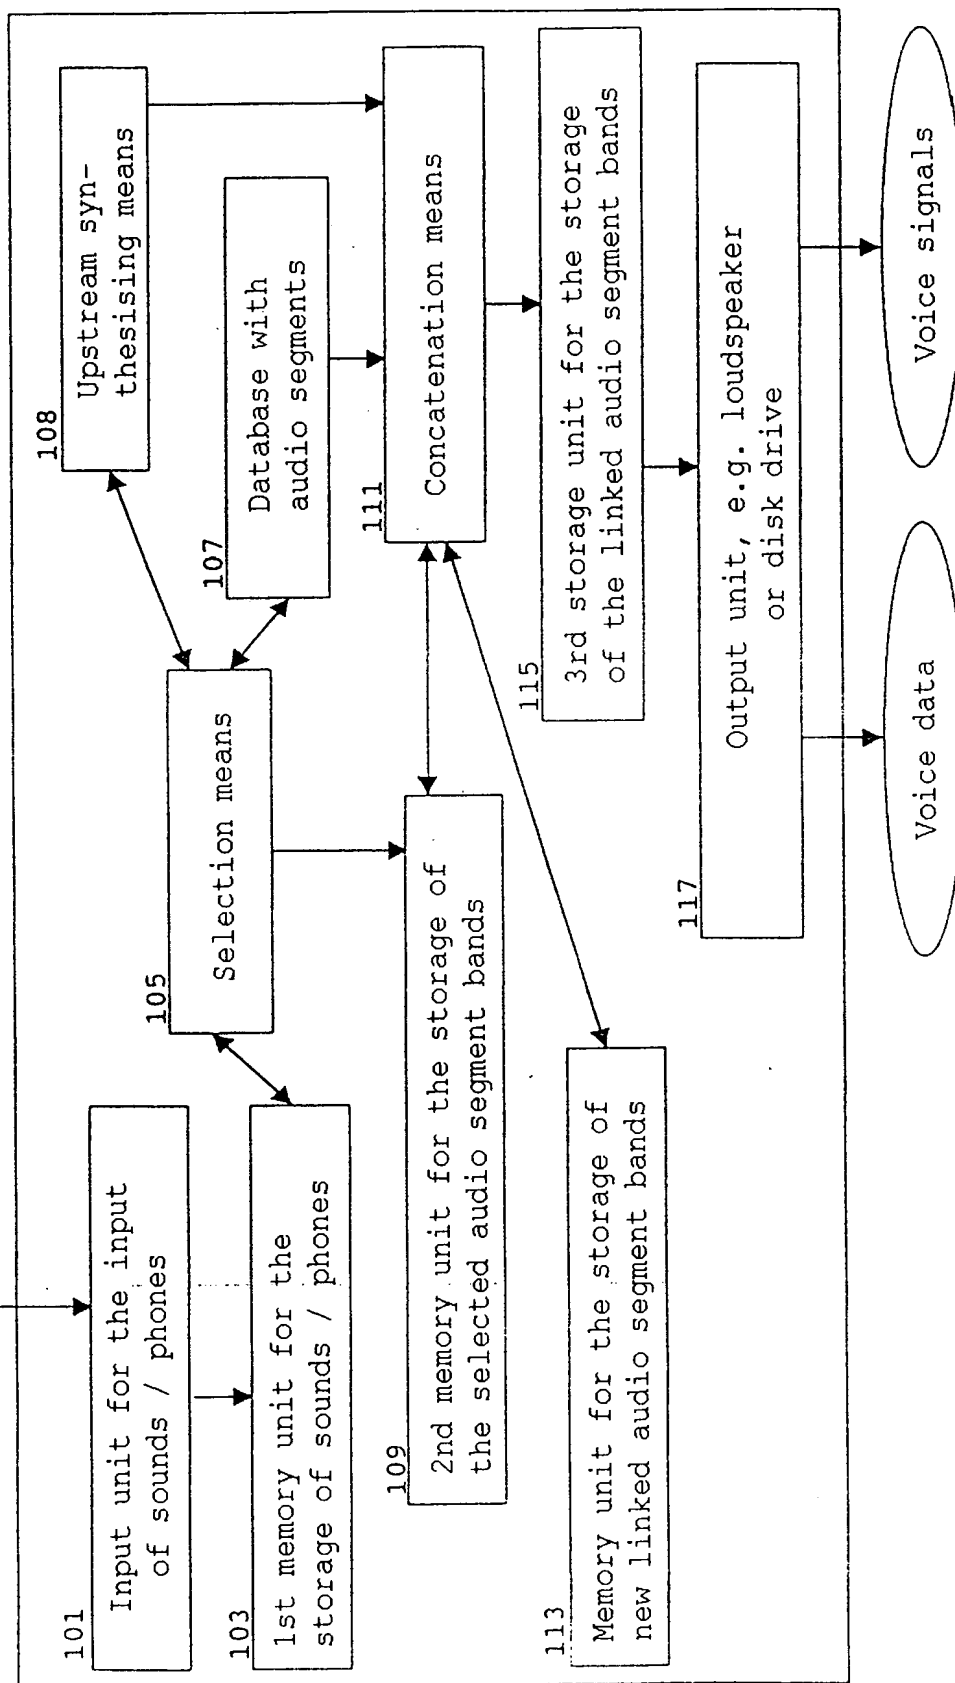 101
Input unit for the input
of sounds / phones
103
1st memory unit for the
storage of sounds / phones
105
Selection means
108
Upstream syn-
thesising means
107
Database with
audio segments
109
2nd memory unit for the storage of
the selected audio segment bands
111
Concatenation means
113
Memory unit for the storage of
new linked audio segment bands
115
3rd storage unit for the storage
of the linked audio segment bands
117
Output unit, e.g. loudspeaker
or disk drive
Voice data
Voice signals